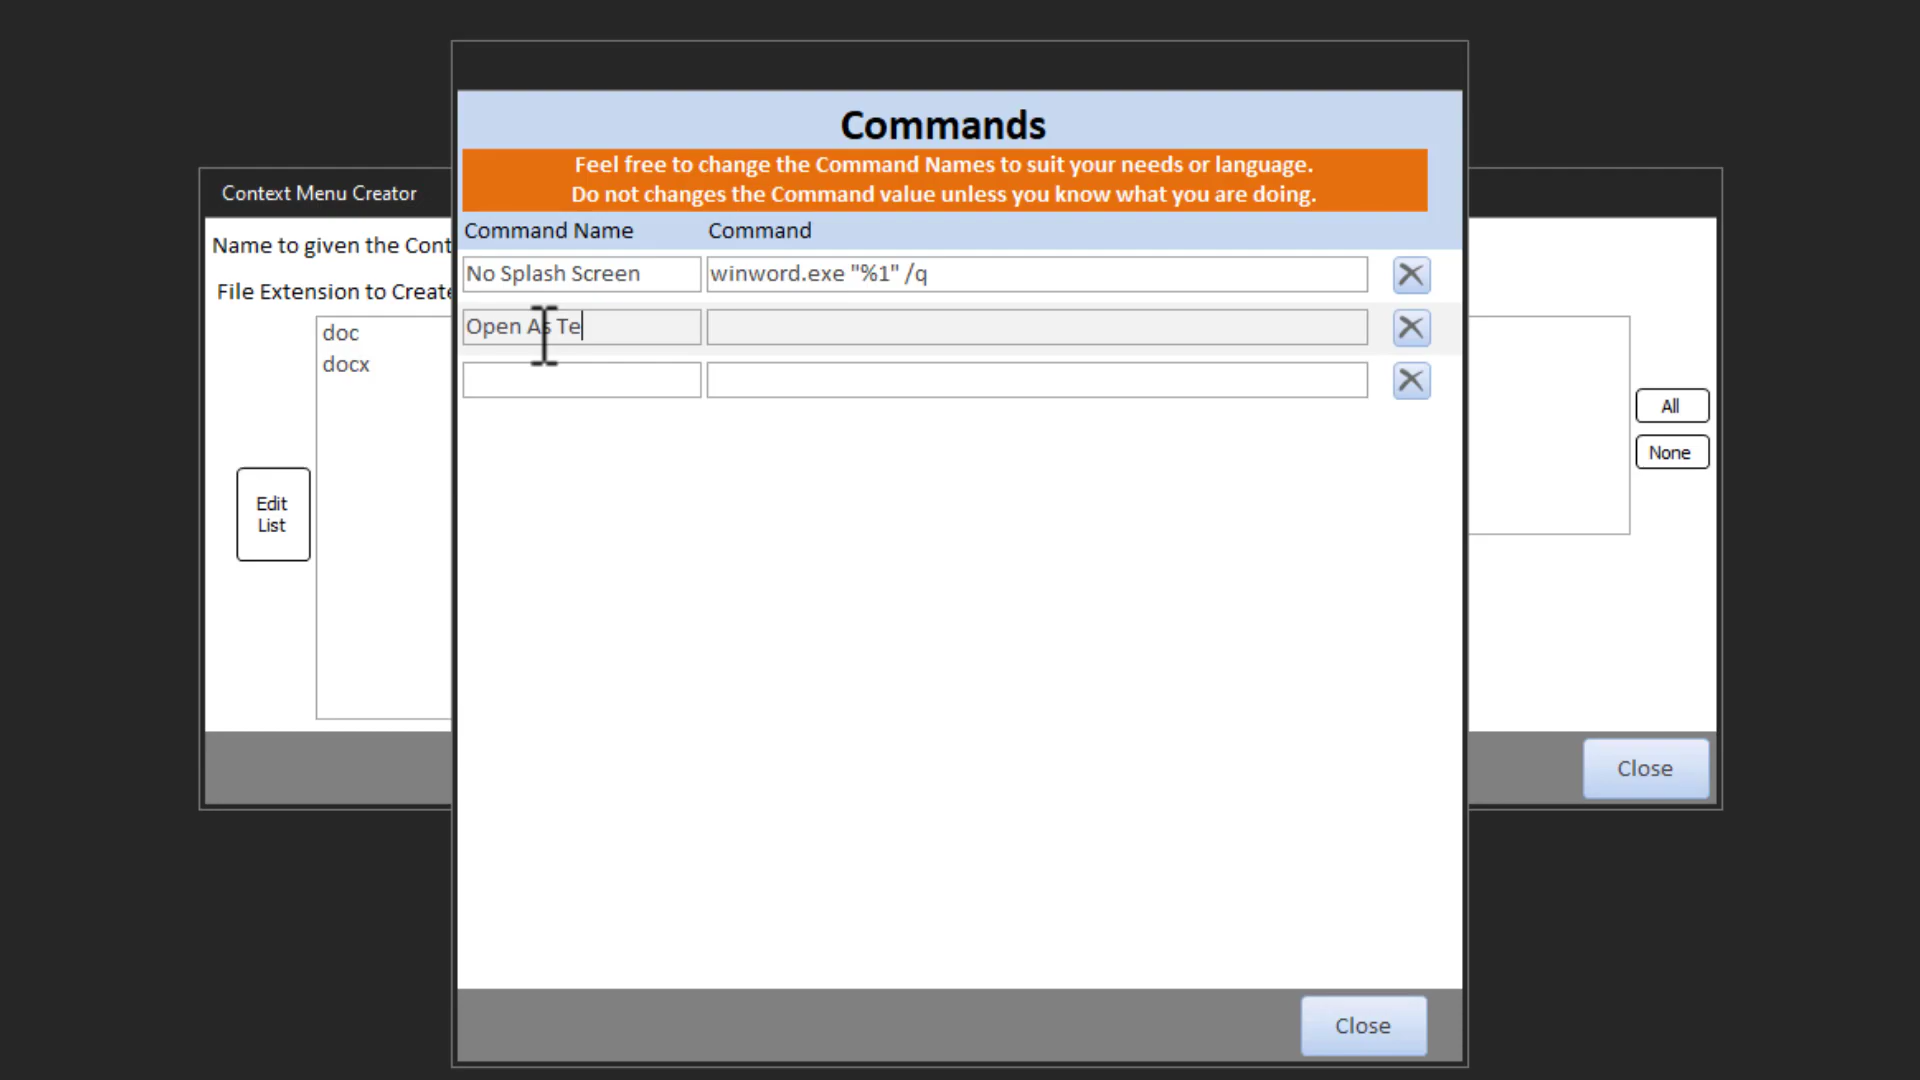 Commands
Feel free to change the Command Names to suit your needs or language.
Do not changes the Command value unless you know what you are doing.
Command Name Command
No Splash Screen winword.exe "%1" /q
Open As Te
Close
Context Menu Creator
Name to given the Cont
File Extension to Create
doc
docx
Edit
List
All
None
Close